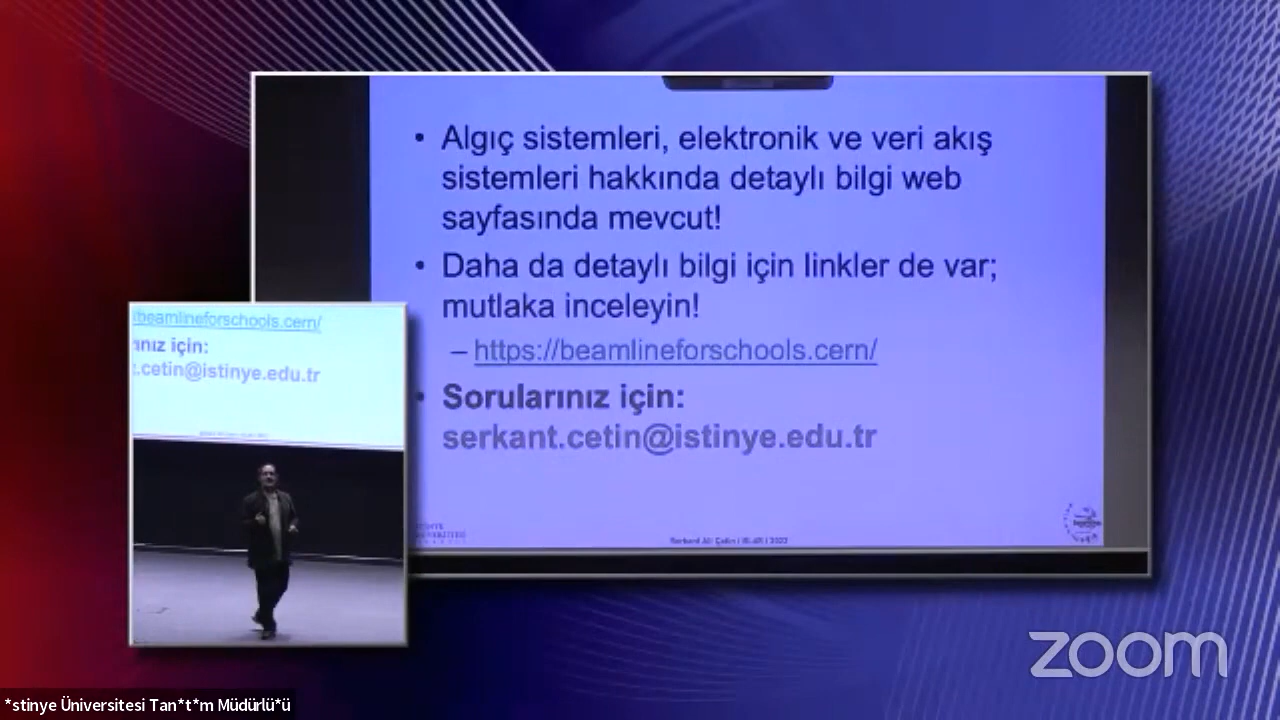 • Algıç sistemleri, elektronik ve veri akış
sistemleri hakkında detaylı bilgi web
sayfasında mevcut!
• Daha da detaylı bilgi için linkler de var;
mutlaka inceleyin!
– https://beamlineforschools.cern/
• Sorularınız için:
serkant.cetin@istinye.edu.tr
/beamlineforschools.cern/
ınız için:
t.cetin@istinye.edu.tr
zoom
*stinye Üniversitesi Tan*t*m Müdürlü*ü